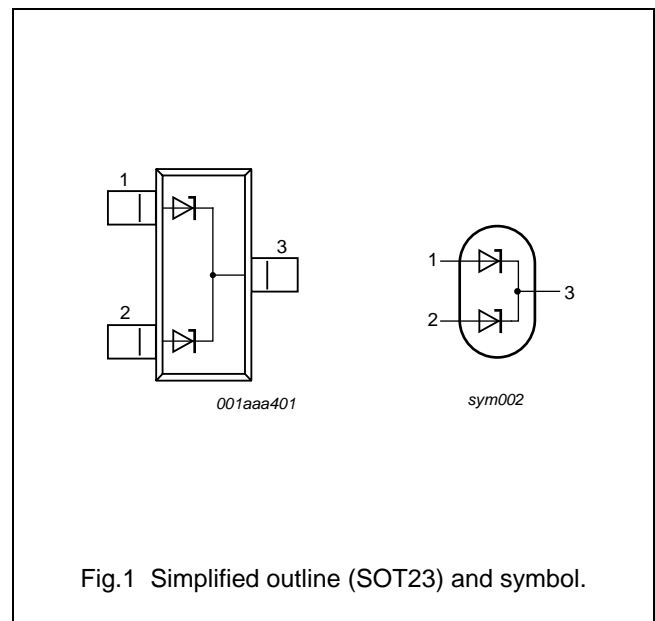 1
2
3
001aaa401
1
2
3
sym002
Fig.1 Simplified outline (SOT23) and symbol.